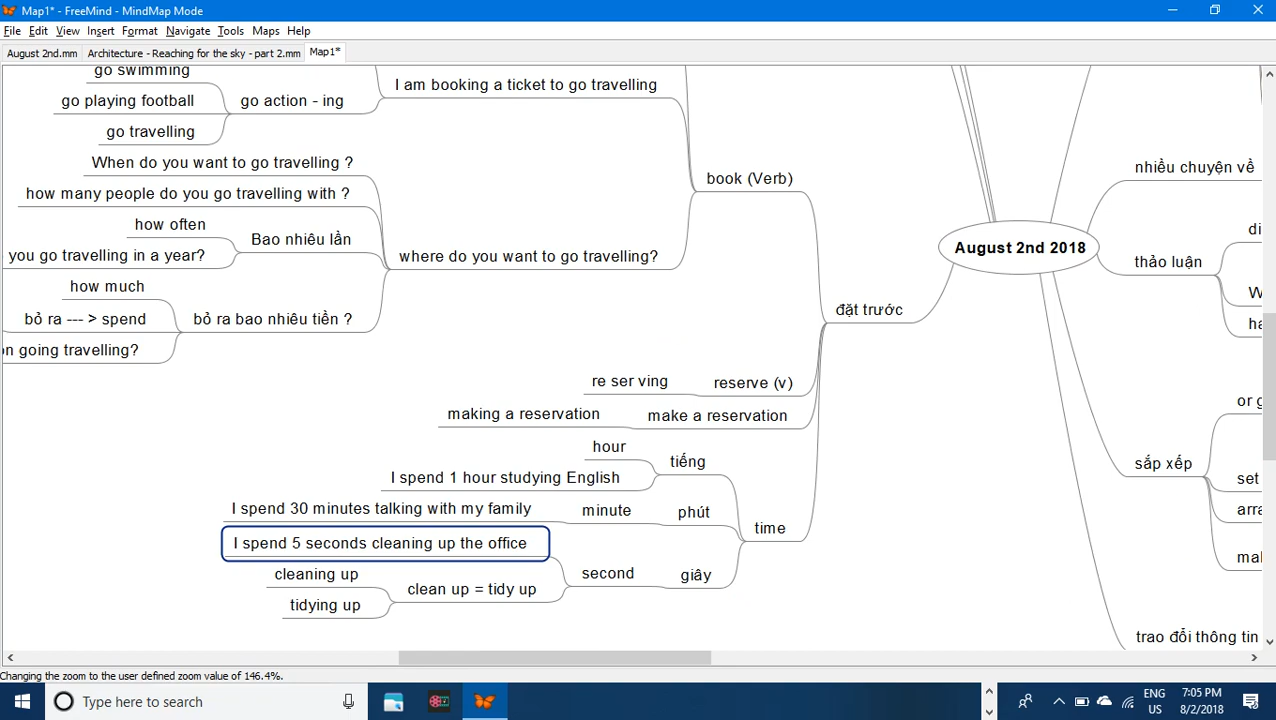 Map1* - FreeMind - MindMap Mode
File Edit View Insert Format Navigate Tools Maps Help
August 2nd.mm Architecture - Reaching for the sky - part 2.mm Map1*
go swimming
go playing football
go travelling
go action - ing
I am booking a ticket to go travelling
When do you want to go travelling ?
how many people do you go travelling with ?
how often
you go travelling in a year?
Bao nhiêu lần
how much
bỏ ra --- > spend
on going travelling?
bỏ ra bao nhiêu tiền ?
where do you want to go travelling?
book (Verb)
re ser ving
reserve (v)
making a reservation
make a reservation
hour
I spend 1 hour studying English
tiếng
I spend 30 minutes talking with my family
minute
phút
I spend 5 seconds cleaning up the office
cleaning up
tidying up
clean up = tidy up
second
giây
time
đặt trước
August 2nd 2018
nhiều chuyện về
thảo luận
di
W
ha
sắp xếp
or g
set
arra
mal
trao đổi thông tin
Changing the zoom to the user defined zoom value of 146.4%.
Type here to search
ENG
US
7:05 PM
8/2/2018